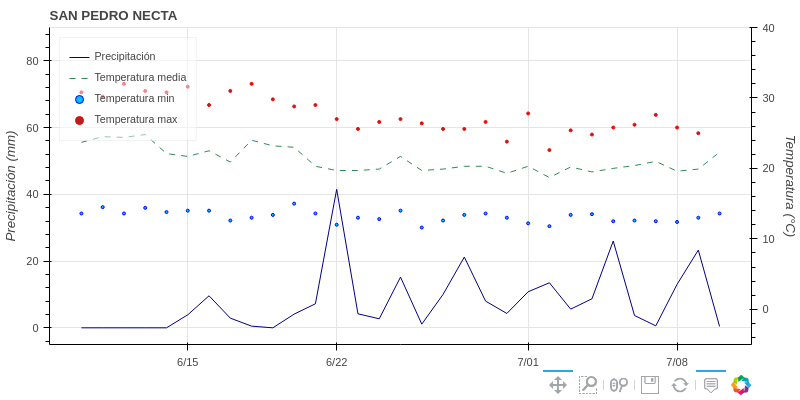 SAN PEDRO NECTA
Precipitación
Temperatura media
Temperatura min
Temperatura max
Precipitación (mm)
80
60
40
20
0
Temperatura (°C)
40
30
20
10
0
6/15
6/22
7/01
7/08